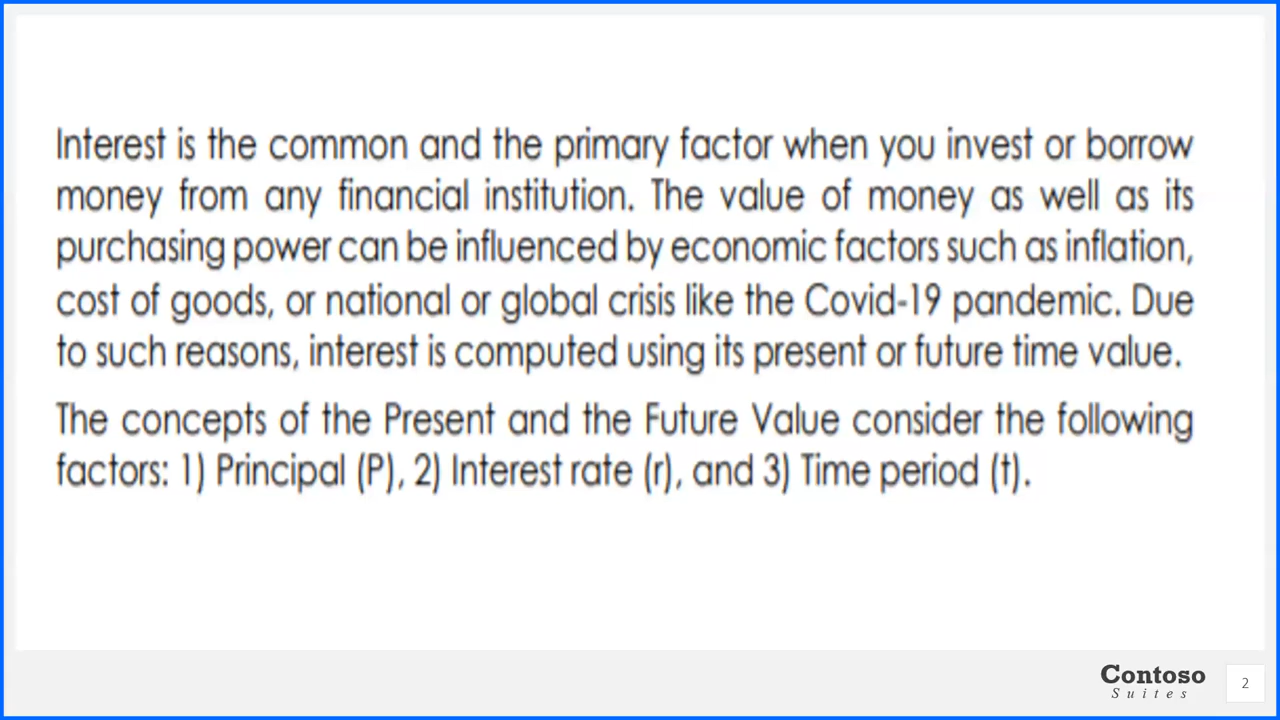 Interest is the common and the primary factor when you invest or borrow
money from any financial institution. The value of money as well as its
purchasing power can be influenced by economic factors such as inflation,
cost of goods, or national or global crisis like the Covid-19 pandemic. Due
to such reasons, interest is computed using its present or future time value.
The concepts of the Present and the Future Value consider the following
factors: 1) Principal (P), 2) Interest rate (r), and 3) Time period (t).
Contoso
Suites
2